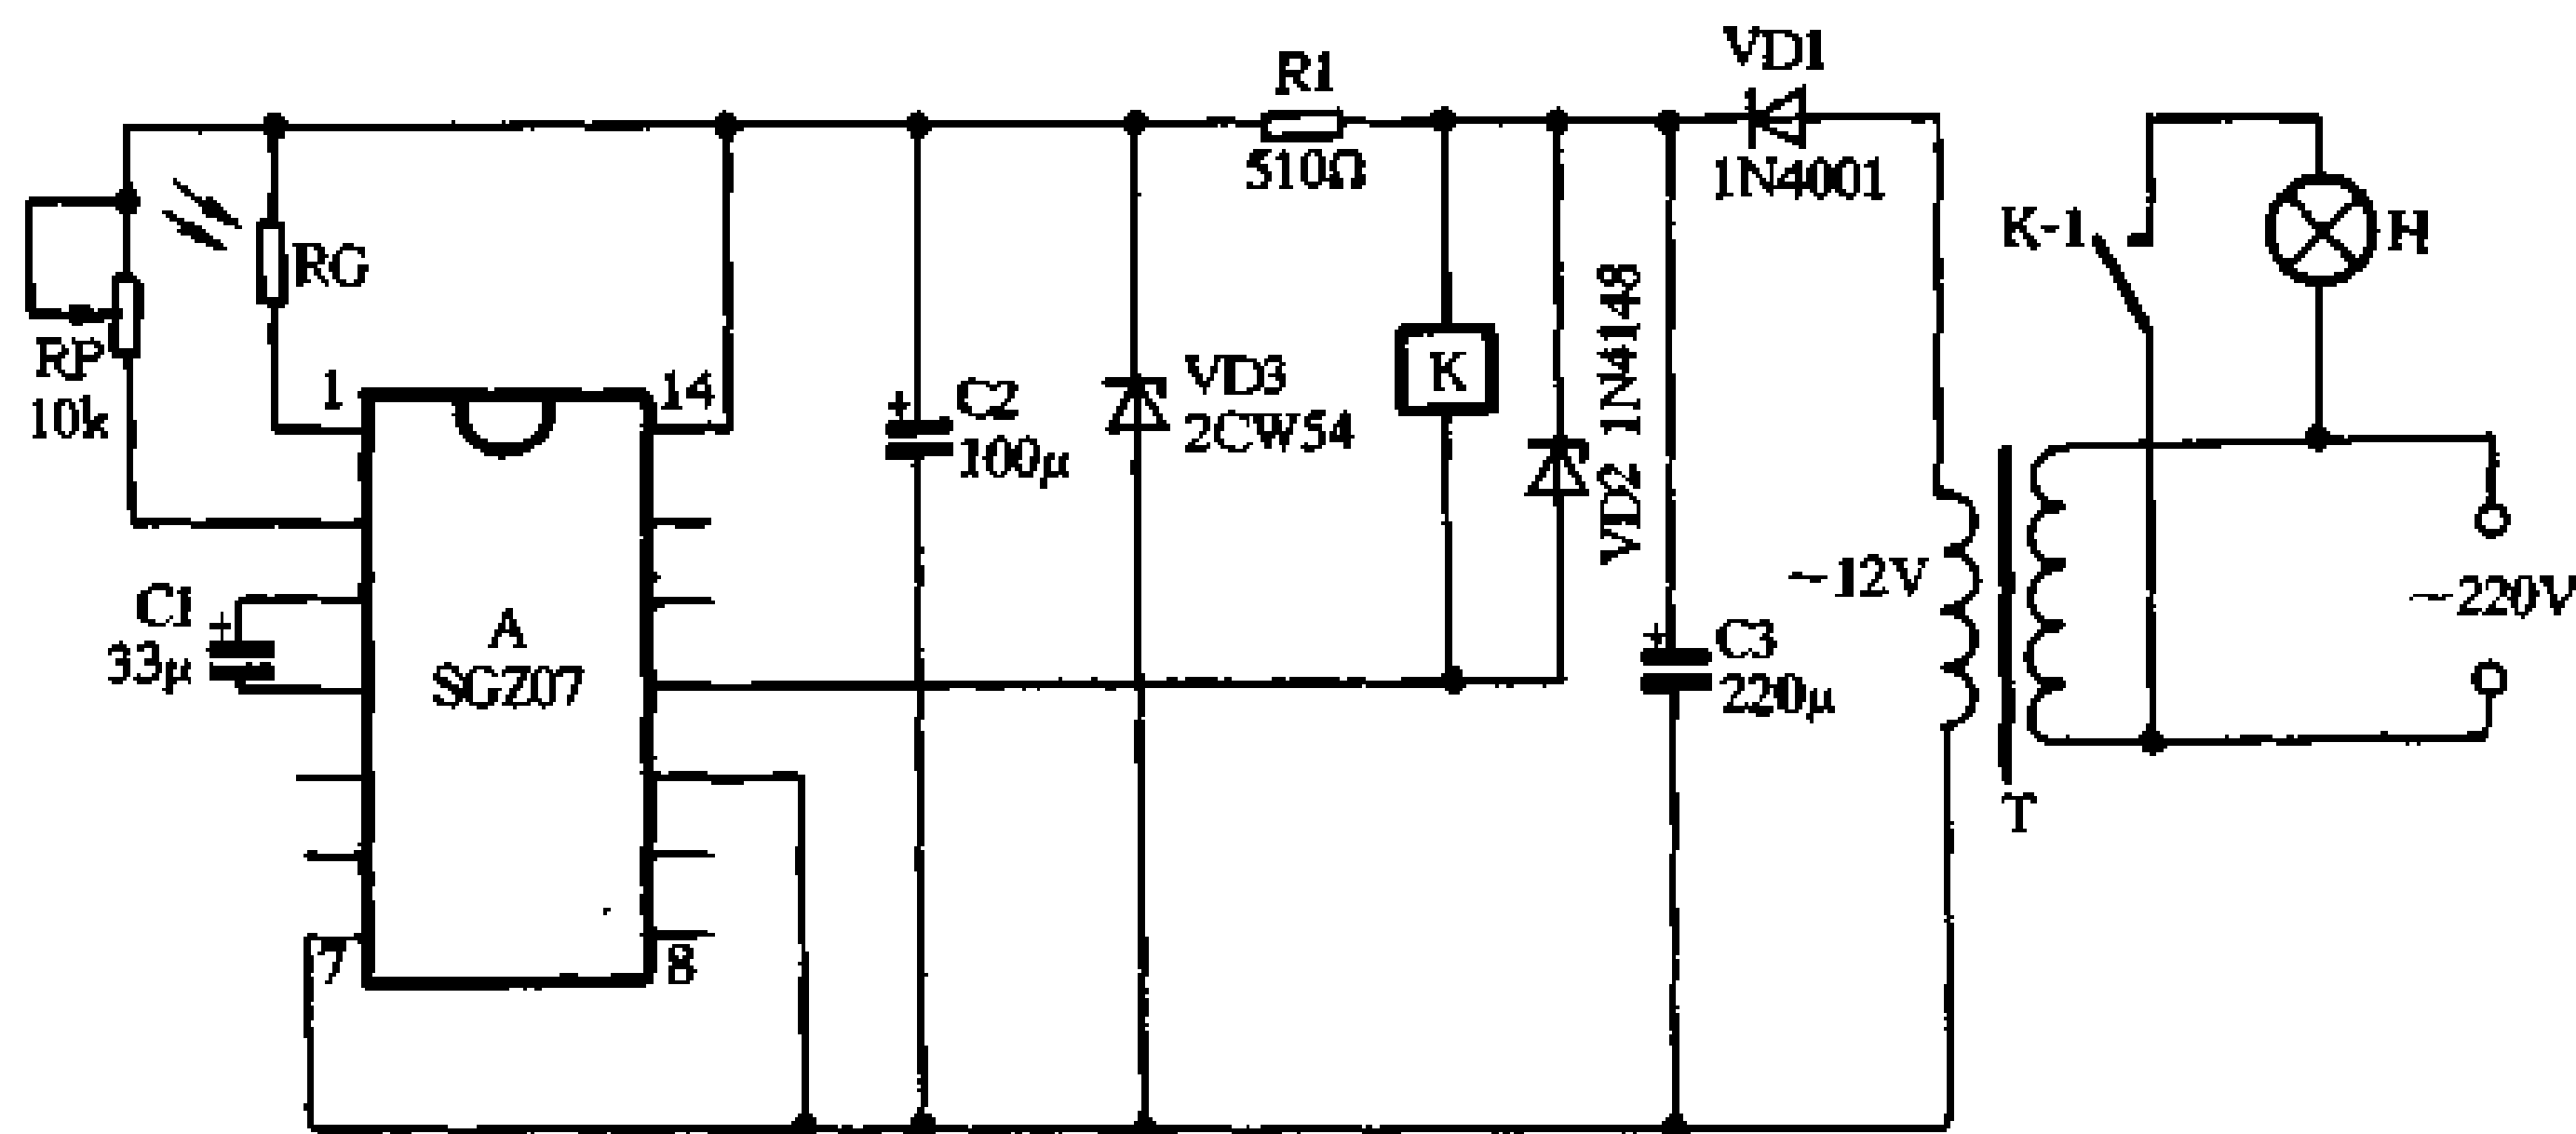 VD1
R1
510Ω
1N4001
K-1
H
RG
RP
10k
1
14
C2
100μ
VD3
2CW54
K
VD2 1N4148
~12V
~220V
C1
33μ
A
SGZ07
C3
220μ
T
7
8